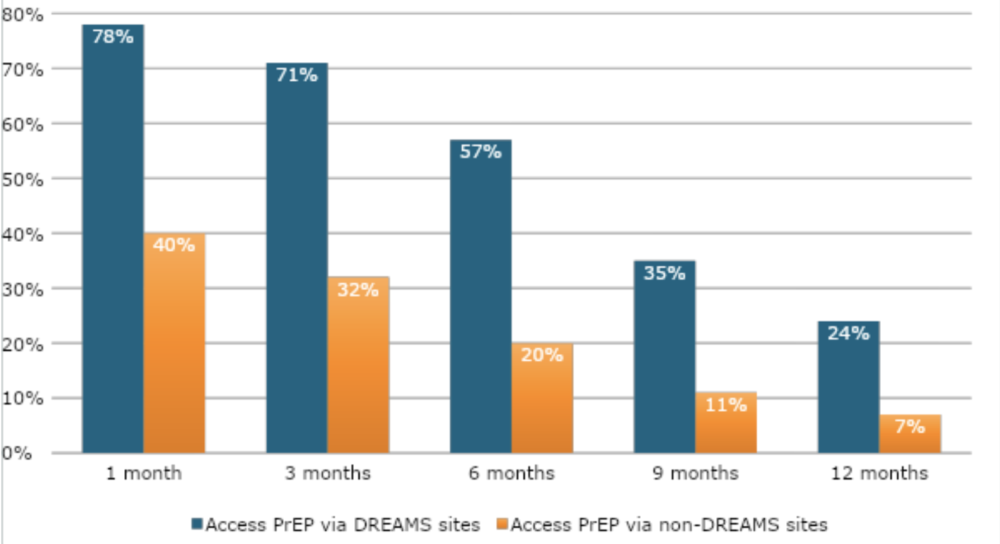 80%
70%
60%
50%
40%
30%
20%
10%
0%
78%
40%
71%
32%
57%
20%
35%
11%
24%
7%
1 month
3 months
6 months
9 months
12 months
Access PrEP via DREAMS sites
Access PrEP via non-DREAMS sites